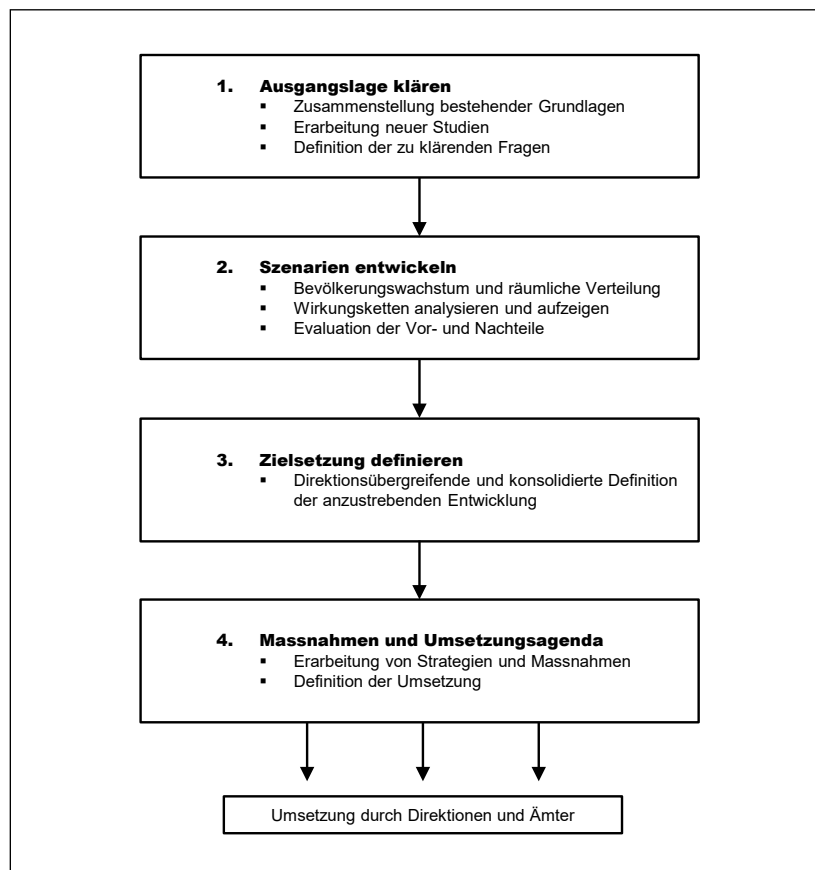 1. Ausgangslage klären
▪ Zusammenstellung bestehender Grundlagen
▪ Erarbeitung neuer Studien
▪ Definition der zu klärenden Fragen
2. Szenarien entwickeln
▪ Bevölkerungswachstum und räumliche Verteilung
▪ Wirkungsketten analysieren und aufzeigen
▪ Evaluation der Vor- und Nachteile
3. Zielsetzung definieren
▪ Direktionsübergreifende und konsolidierte Definition
der anzustrebenden Entwicklung
4. Massnahmen und Umsetzungsagenda
▪ Erarbeitung von Strategien und Massnahmen
▪ Definition der Umsetzung
Umsetzung durch Direktionen und Ämter